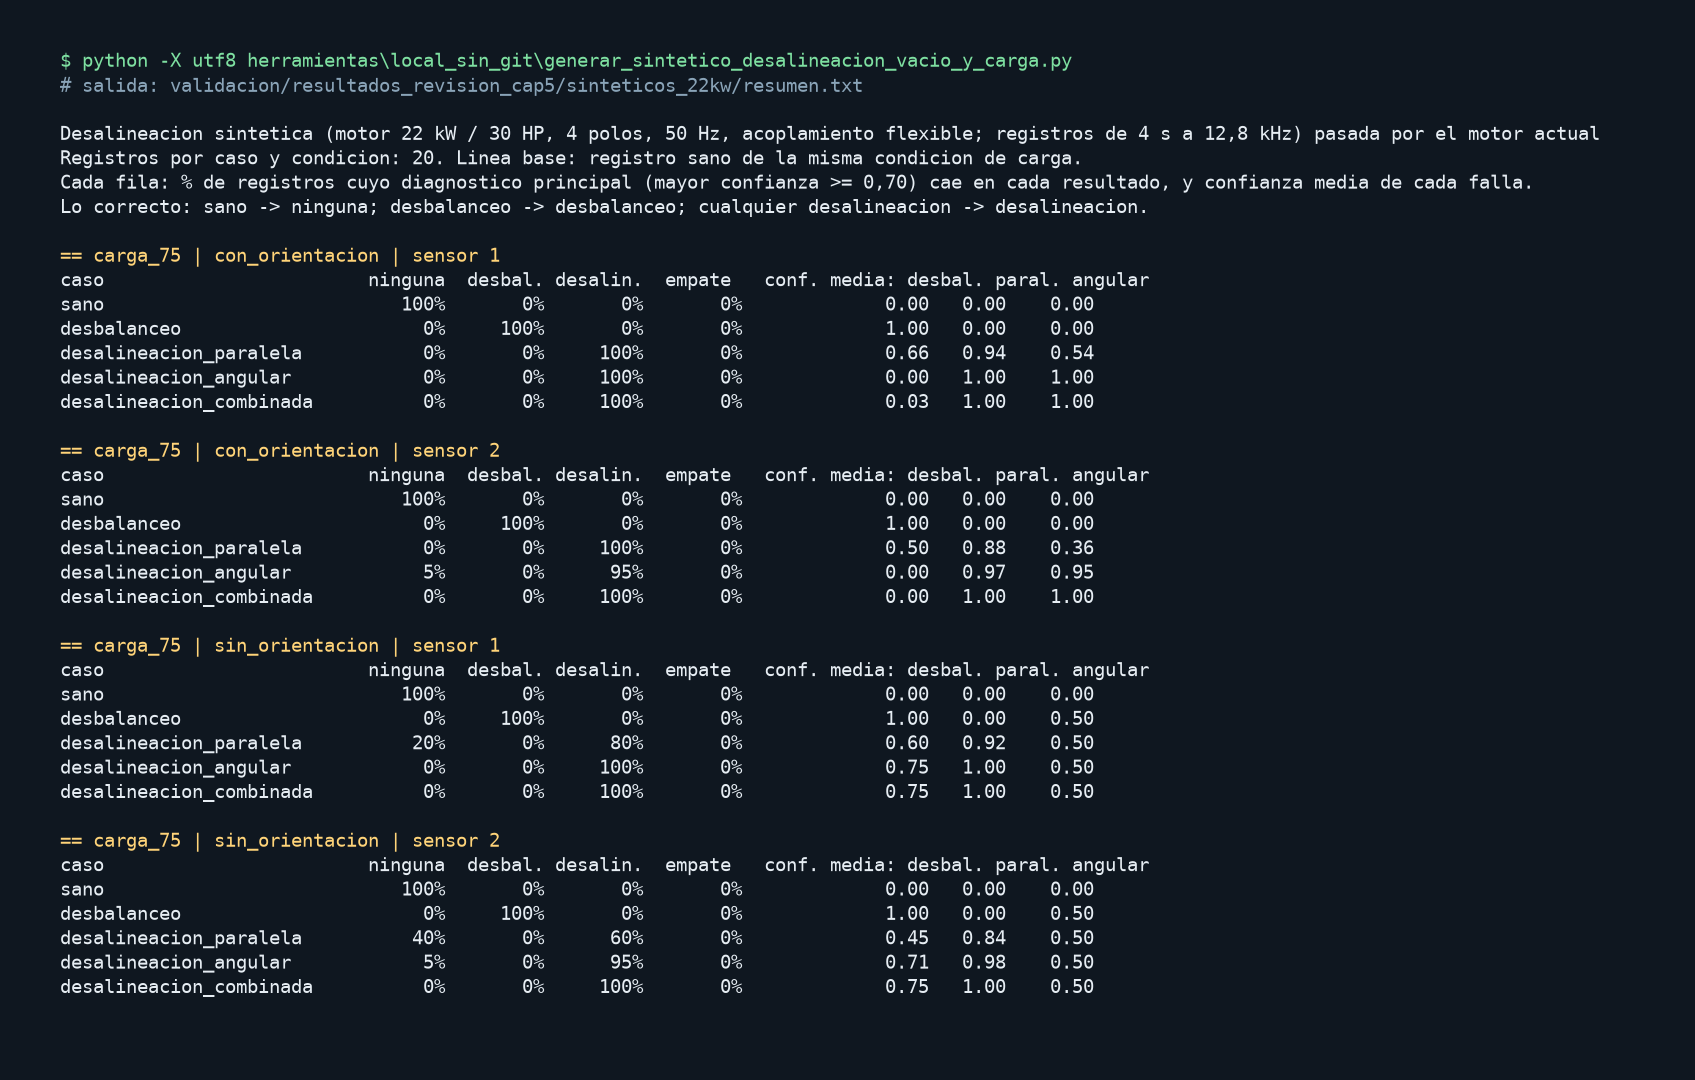 $ python -X utf8 herramientas\local_sin_git\generar_sintetico_desalineacion_vacio_y_carga.py
# salida: validacion/resultados_revision_cap5/sinteticos_22kw/resumen.txt
Desalineacion sintetica (motor 22 kW / 30 HP, 4 polos, 50 Hz, acoplamiento flexible; registros de 4 s a 12,8 kHz) pasada por el motor actual
Registros por caso y condicion: 20. Linea base: registro sano de la misma condicion de carga.
Cada fila: % de registros cuyo diagnostico principal (mayor confianza >= 0,70) cae en cada resultado, y confianza media de cada falla.
Lo correcto: sano -> ninguna; desbalanceo -> desbalanceo; cualquier desalineacion -> desalineacion.
== carga_75 | con_orientacion | sensor 1
caso ninguna desbal. desalin. empate conf. media: desbal. paral. angular
sano 100% 0% 0% 0% 0.00 0.00 0.00
desbalanceo 0% 100% 0% 0% 1.00 0.00 0.00
desalineacion_paralela 0% 0% 100% 0% 0.66 0.94 0.54
desalineacion_angular 0% 0% 100% 0% 0.00 1.00 1.00
desalineacion_combinada 0% 0% 100% 0% 0.03 1.00 1.00
== carga_75 | con_orientacion | sensor 2
caso ninguna desbal. desalin. empate conf. media: desbal. paral. angular
sano 100% 0% 0% 0% 0.00 0.00 0.00
desbalanceo 0% 100% 0% 0% 1.00 0.00 0.00
desalineacion_paralela 0% 0% 100% 0% 0.50 0.88 0.36
desalineacion_angular 5% 0% 95% 0% 0.00 0.97 0.95
desalineacion_combinada 0% 0% 100% 0% 0.00 1.00 1.00
== carga_75 | sin_orientacion | sensor 1
caso ninguna desbal. desalin. empate conf. media: desbal. paral. angular
sano 100% 0% 0% 0% 0.00 0.00 0.00
desbalanceo 0% 100% 0% 0% 1.00 0.00 0.50
desalineacion_paralela 20% 0% 80% 0% 0.60 0.92 0.50
desalineacion_angular 0% 0% 100% 0% 0.75 1.00 0.50
desalineacion_combinada 0% 0% 100% 0% 0.75 1.00 0.50
== carga_75 | sin_orientacion | sensor 2
caso ninguna desbal. desalin. empate conf. media: desbal. paral. angular
sano 100% 0% 0% 0% 0.00 0.00 0.00
desbalanceo 0% 100% 0% 0% 1.00 0.00 0.50
desalineacion_paralela 40% 0% 60% 0% 0.45 0.84 0.50
desalineacion_angular 5% 0% 95% 0% 0.71 0.98 0.50
desalineacion_combinada 0% 0% 100% 0% 0.75 1.00 0.50